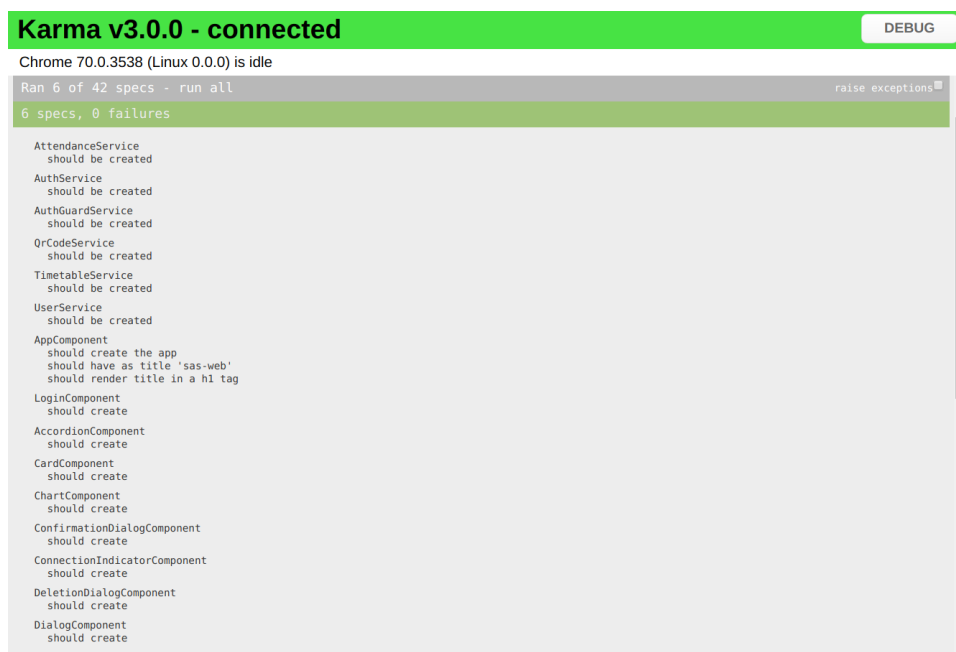 Karma v3.0.0 - connected
DEBUG
Chrome 70.0.3538 (Linux 0.0.0) is idle
Ran 6 of 42 specs - run all
raise exceptions
6 specs, 0 failures
AttendanceService
should be created
AuthService
should be created
AuthGuardService
should be created
QrCodeService
should be created
TimetableService
should be created
UserService
should be created
AppComponent
should create the app
should have as title 'sas-web'
should render title in a h1 tag
LoginComponent
should create
AccordionComponent
should create
CardComponent
should create
ChartComponent
should create
ConfirmationDialogComponent
should create
ConnectionIndicatorComponent
should create
DeletionDialogComponent
should create
DialogComponent
should create